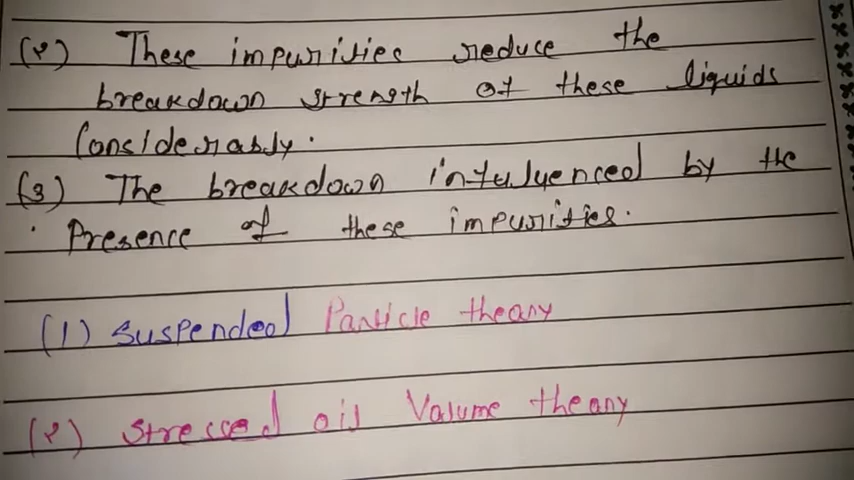 (2) These impurities reduce the
breakdown strength of these liquids
Considerably.
(3) The breakdown influenced by the
Presence of these impurities.
(1) Suspended Particle theory
(2) Stressed oil Volume theory